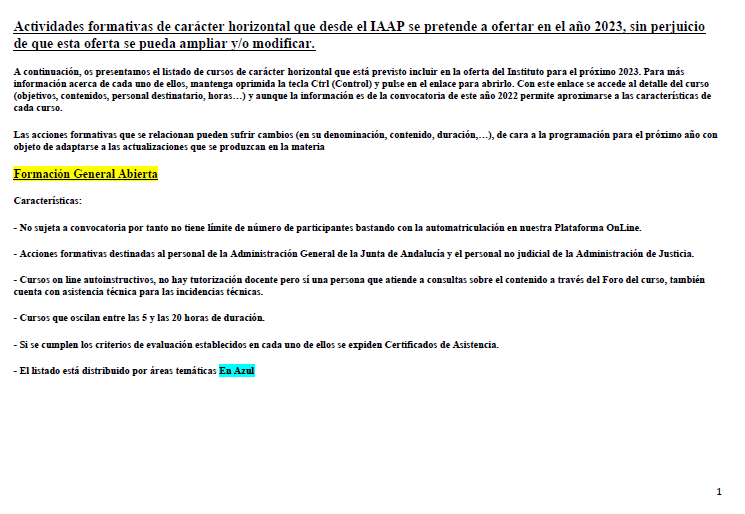 Actividades formativas de carácter horizontal que desde el IAAP se pretende a ofertar en el año 2023, sin perjuicio
de que esta oferta se pueda ampliar y/o modificar.
A continuación, os presentamos el listado de cursos de carácter horizontal que está previsto incluir en la oferta del Instituto para el próximo 2023. Para más
información acerca de cada uno de ellos, mantenga oprimida la tecla Ctrl (Control) y pulse en el enlace para abrirlo. Con este enlace se accede al detalle del curso
(objetivos, contenidos, personal destinatario, horas...) y aunque la información es de la convocatoria de este año 2022 permite aproximarse a las características de
cada curso.
Las acciones formativas que se relacionan pueden sufrir cambios (en su denominación, contenido, duración,...), de cara a la programación para el próximo año con
objeto de adaptarse a las actualizaciones que se produzcan en la materia
Formación General Abierta
Características:
- No sujeta a convocatoria por tanto no tiene límite de número de participantes bastando con la automatriculación en nuestra Plataforma OnLine.
- Acciones formativas destinadas al personal de la Administración General de la Junta de Andalucía y el personal no judicial de la Administración de Justicia.
- Cursos on line autoinstructivos, no hay tutorización docente pero sí una persona que atiende a consultas sobre el contenido a través del Foro del curso, también
cuenta con asistencia técnica para las incidencias técnicas.
- Cursos que oscilan entre las 5 y las 20 horas de duración.
- Si se cumplen los criterios de evaluación establecidos en cada uno de ellos se expiden Certificados de Asistencia.
- El listado está distribuido por áreas temáticas En Azul
1